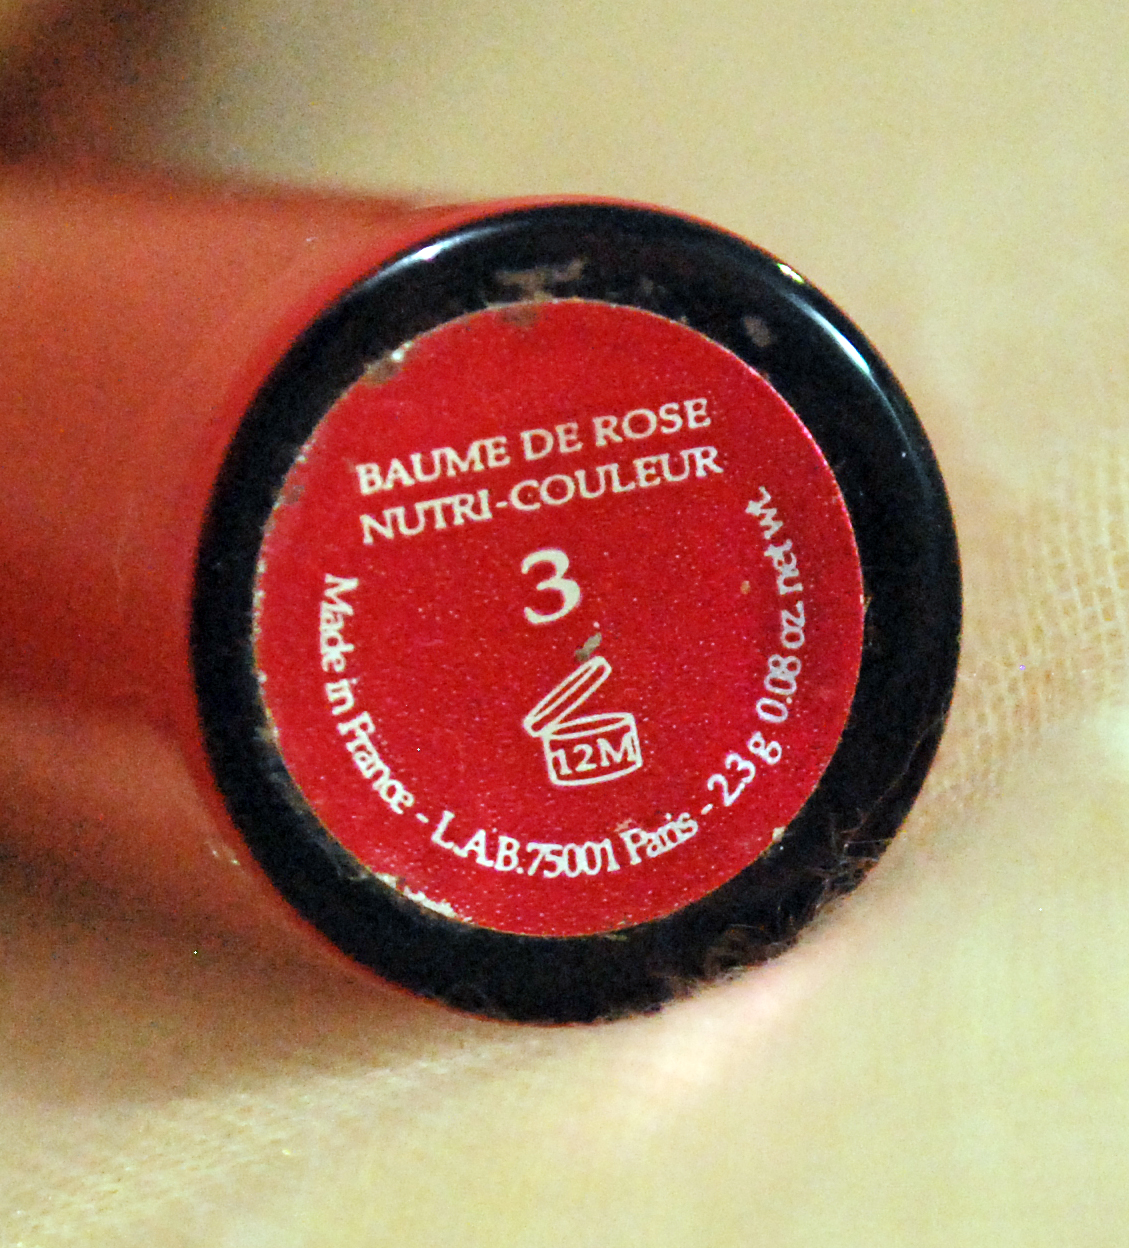 BAUME DE ROSE
NUTRI-COULEUR
3
12M
Made in France - L.A.B. 75001 Paris - 2.3 g 0.08 oz net wt.